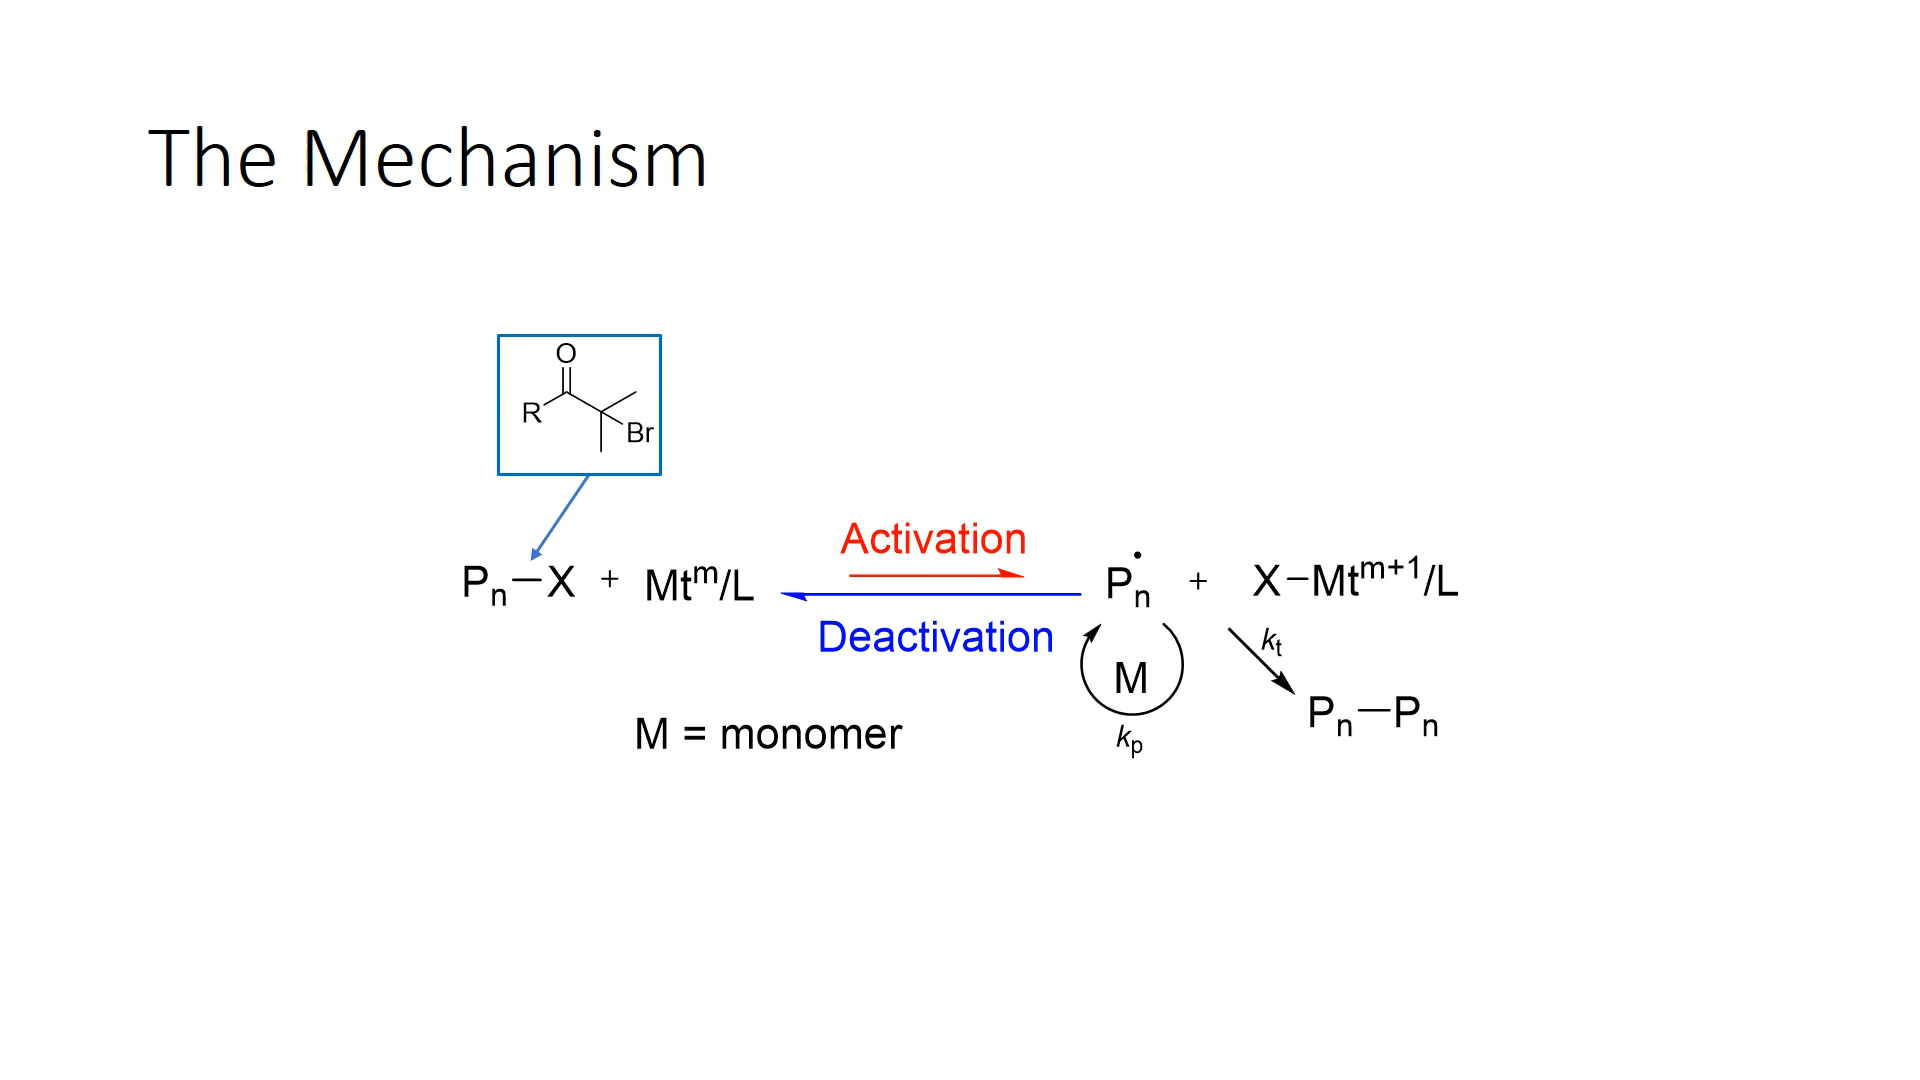 The Mechanism
O
R
Br
Activation
Pn–X + Mtᵐ/L Pn• + X–Mtᵐ⁺¹/L
Deactivation
kt
M
Pn–Pn
M = monomer
kp